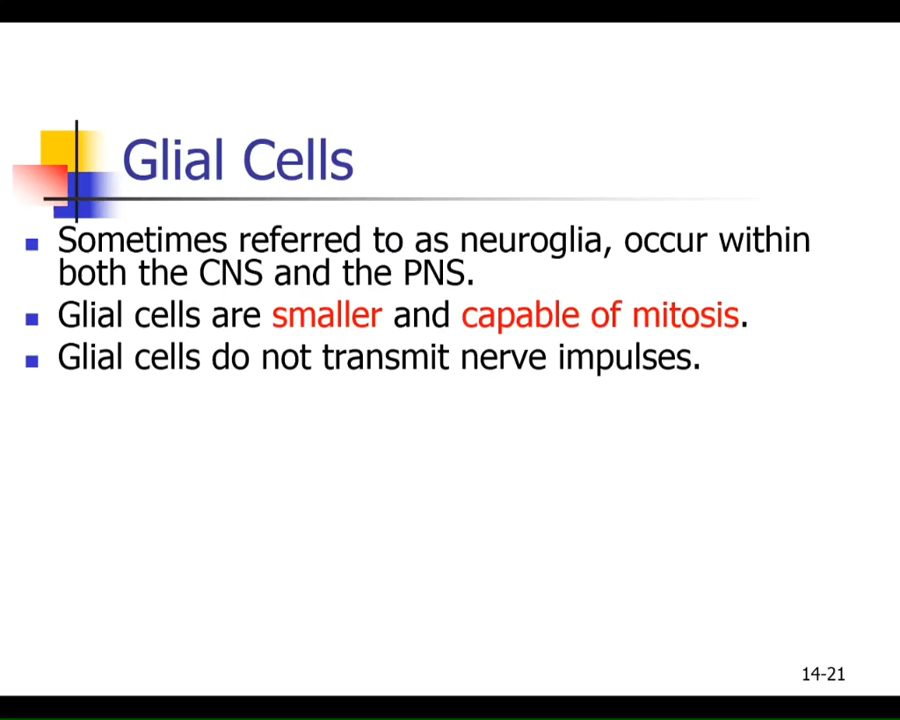 Glial Cells
Sometimes referred to as neuroglia, occur within
both the CNS and the PNS.
Glial cells are smaller and capable of mitosis.
Glial cells do not transmit nerve impulses.
14-21